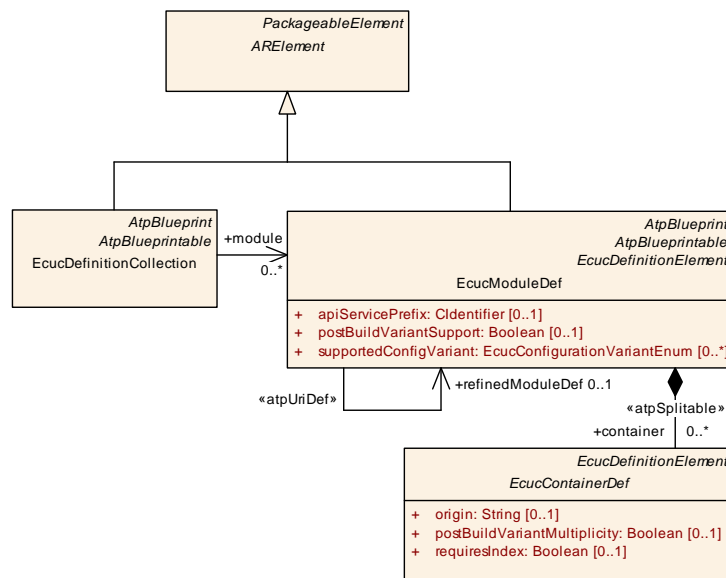 PackageableElement
ARElement
AtpBlueprint
AtpBlueprintable
EcucDefinitionCollection
+module
0..*
AtpBlueprint
AtpBlueprintable
EcucDefinitionElement
EcucModuleDef
+ apiServicePrefix: CIdentifier [0..1]
+ postBuildVariantSupport: Boolean [0..1]
+ supportedConfigVariant: EcucConfigurationVariantEnum [0..*]
«atpUriDef»
+refinedModuleDef 0..1
«atpSplitable»
+container 0..*
EcucDefinitionElement
EcucContainerDef
+ origin: String [0..1]
+ postBuildVariantMultiplicity: Boolean [0..1]
+ requiresIndex: Boolean [0..1]